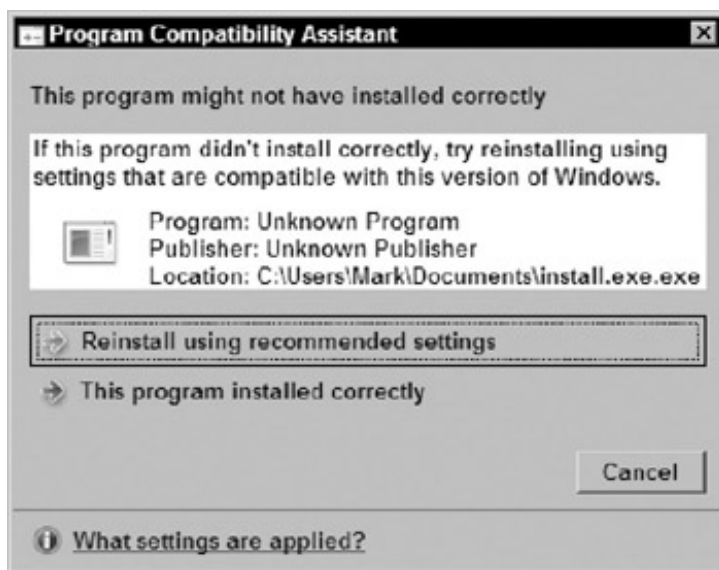 Program Compatibility Assistant
This program might not have installed correctly
If this program didn't install correctly, try reinstalling using
settings that are compatible with this version of Windows.
Program: Unknown Program
Publisher: Unknown Publisher
Location: C:\Users\Mark\Documents\install.exe.exe
Reinstall using recommended settings
This program installed correctly
Cancel
What settings are applied?